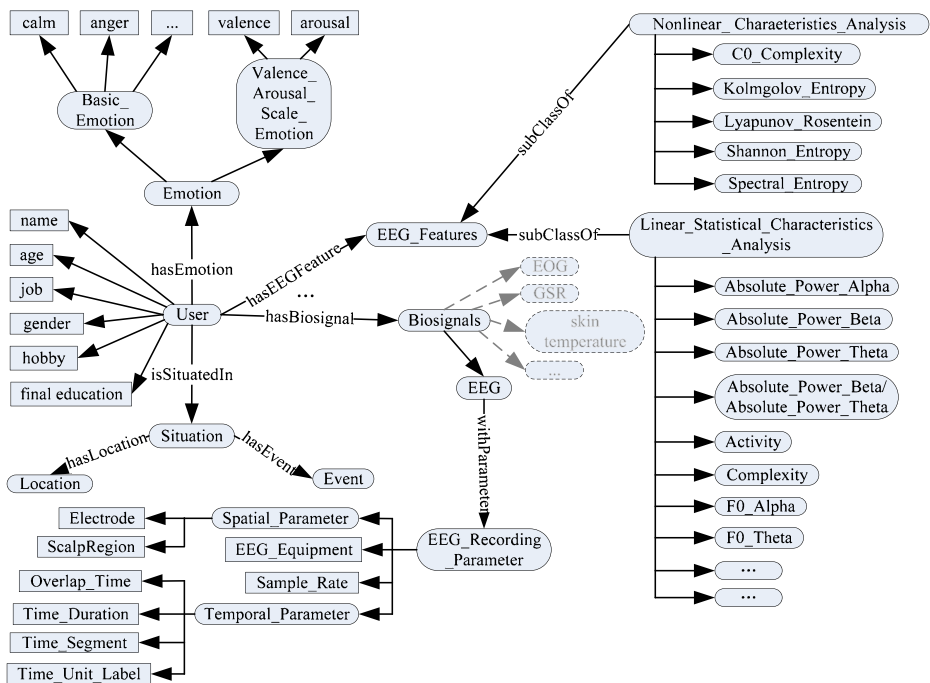 calm
anger
...
valence
arousal
Basic_
Emotion
Valence_
Arousal_
Scale_
Emotion
Emotion
hasEmotion
name
age
job
gender
hobby
final education
User
hasEEGFeature
...
hasBiosignal
isSituatedIn
Situation
hasLocation
hasEvent
Location
Event
Nonlinear_ Charaeteristics_Analysis
C0_Complexity
Kolmgolov_Entropy
Lyapunov_Rosentein
Shannon_Entropy
Spectral_Entropy
subClassOf
EEG_Features
subClassOf
Linear_Statistical_Characteristics
_Analysis
Absolute_Power_Alpha
Absolute_Power_Beta
Absolute_Power_Theta
Absolute_Power_Beta/
Absolute_Power_Theta
Activity
Complexity
F0_Alpha
F0_Theta
...
...
Biosignals
EOG
GSR
skin
temperature
...
EEG
withParameter
EEG_Recording
_Parameter
Spatial_Parameter
EEG_Equipment
Sample_Rate
Temporal_Parameter
Electrode
ScalpRegion
Overlap_Time
Time_Duration
Time_Segment
Time_Unit_Label